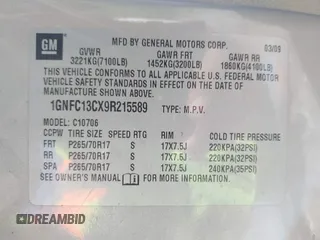 GM
MFD BY GENERAL MOTORS CORP. 03/09
GVWR GAWR FRT GAWR RR
3221KG(7100LB) 1452KG(3200LB) 1860KG(4100LB)
THIS VEHICLE CONFORMS TO ALL APPLICABLE U.S. FEDERAL
MOTOR VEHICLE SAFETY AND THEFT PREVENTION STANDARDS
IN EFFECT ON THE DATE OF MANUFACTURE SHOWN ABOVE.
1GNFC13CX9R215589 TYPE: M.P.V.
MODEL: C10706
CCPW TIRE SIZE SPEED RTG RIM COLD TIRE PRESSURE
FRT P265/70R17 S 17X7.5J 220KPA(32PSI)
RR P265/70R17 S 17X7.5J 220KPA(32PSI)
SPA P265/70R17 S 17X7.5J 240KPA(35PSI)
SEE OWNER'S MANUAL FOR MORE INFORMATION.
DREAMBID